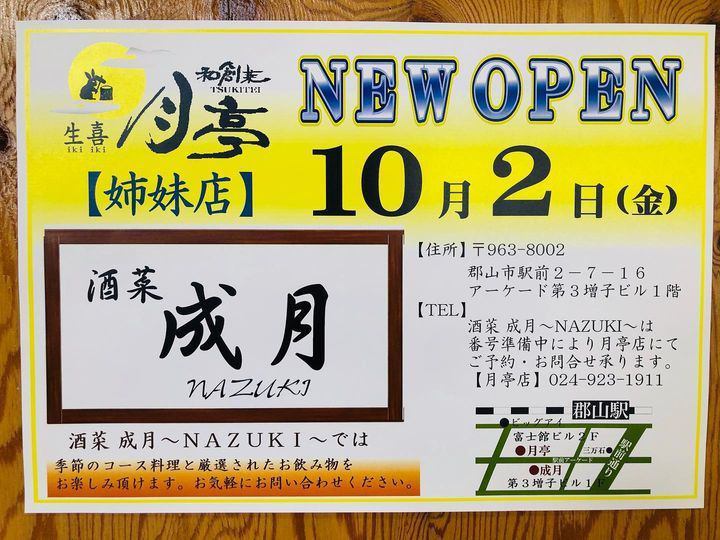 生喜
iki iki
和創菜
TSUKITEI
月亭
NEW OPEN
【姉妹店】
10月2日(金)
酒菜
成月
NAZUKI
【住所】〒963-8002
郡山市駅前2-7-16
アーケード第3増子ビル1階
【TEL】
酒菜 成月～NAZUKI～は
番号準備中により月亭店にて
ご予約・お問合せ承ります。
【月亭店】024-923-1911
酒菜 成月～NAZUKI～では
季節のコース料理と厳選されたお飲み物を
お楽しみ頂けます。お気軽にお問い合わせください。
郡山駅
●ビッグアイ
富士館ビル2F
●月亭
三万石●
駅前アーケード
●成月
第3増子ビル1F